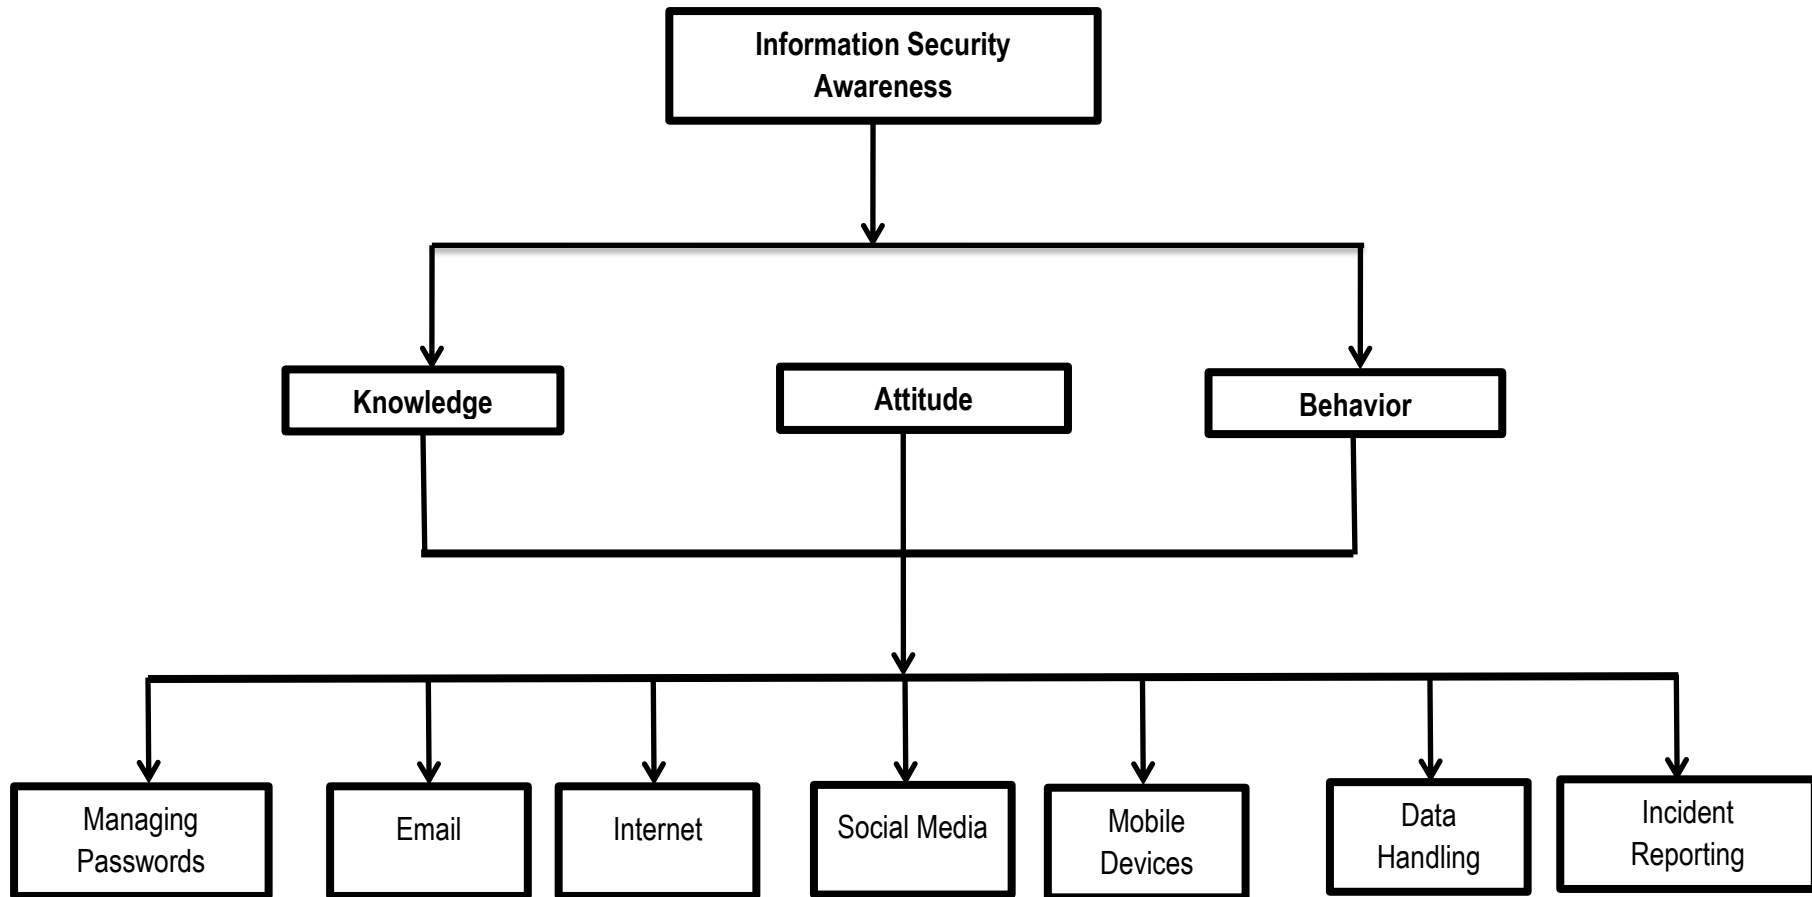 Information Security
Awareness
Knowledge
Attitude
Behavior
Managing
Passwords
Email
Internet
Social Media
Mobile
Devices
Data
Handling
Incident
Reporting